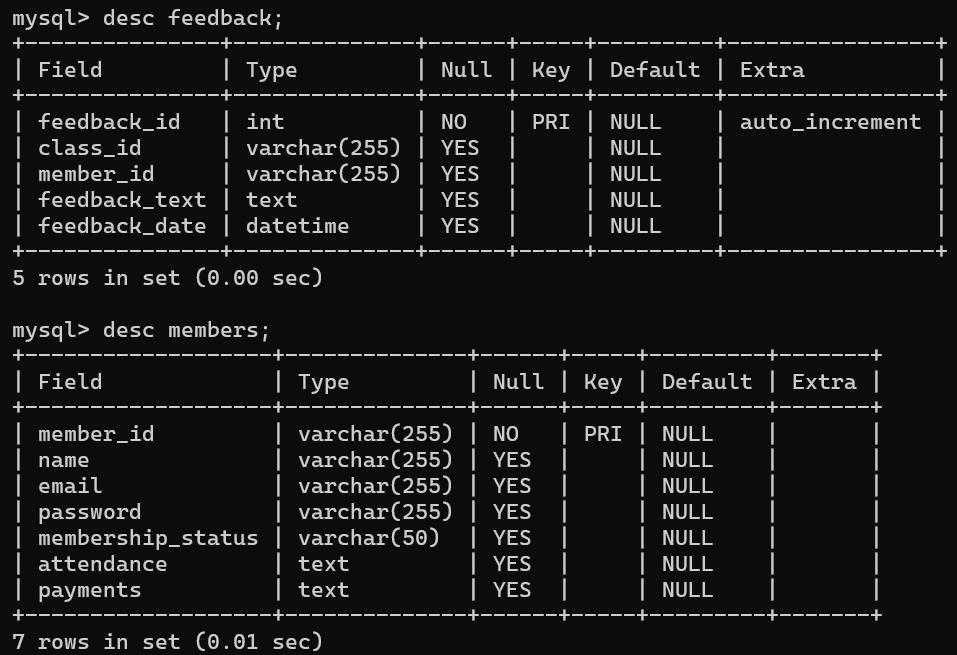 mysql> desc feedback;
+---------------+--------------+------+-----+---------+----------------+
| Field         | Type         | Null | Key | Default | Extra          |
+---------------+--------------+------+-----+---------+----------------+
| feedback_id   | int          | NO   | PRI | NULL    | auto_increment |
| class_id      | varchar(255) | YES  |     | NULL    |                |
| member_id     | varchar(255) | YES  |     | NULL    |                |
| feedback_text | text         | YES  |     | NULL    |                |
| feedback_date | datetime     | YES  |     | NULL    |                |
+---------------+--------------+------+-----+---------+----------------+
5 rows in set (0.00 sec)

mysql> desc members;
+-------------------+--------------+------+-----+---------+-------+
| Field             | Type         | Null | Key | Default | Extra |
+-------------------+--------------+------+-----+---------+-------+
| member_id         | varchar(255) | NO   | PRI | NULL    |       |
| name              | varchar(255) | YES  |     | NULL    |       |
| email             | varchar(255) | YES  |     | NULL    |       |
| password          | varchar(255) | YES  |     | NULL    |       |
| membership_status | varchar(50)  | YES  |     | NULL    |       |
| attendance        | text         | YES  |     | NULL    |       |
| payments          | text         | YES  |     | NULL    |       |
+-------------------+--------------+------+-----+---------+-------+
7 rows in set (0.01 sec)